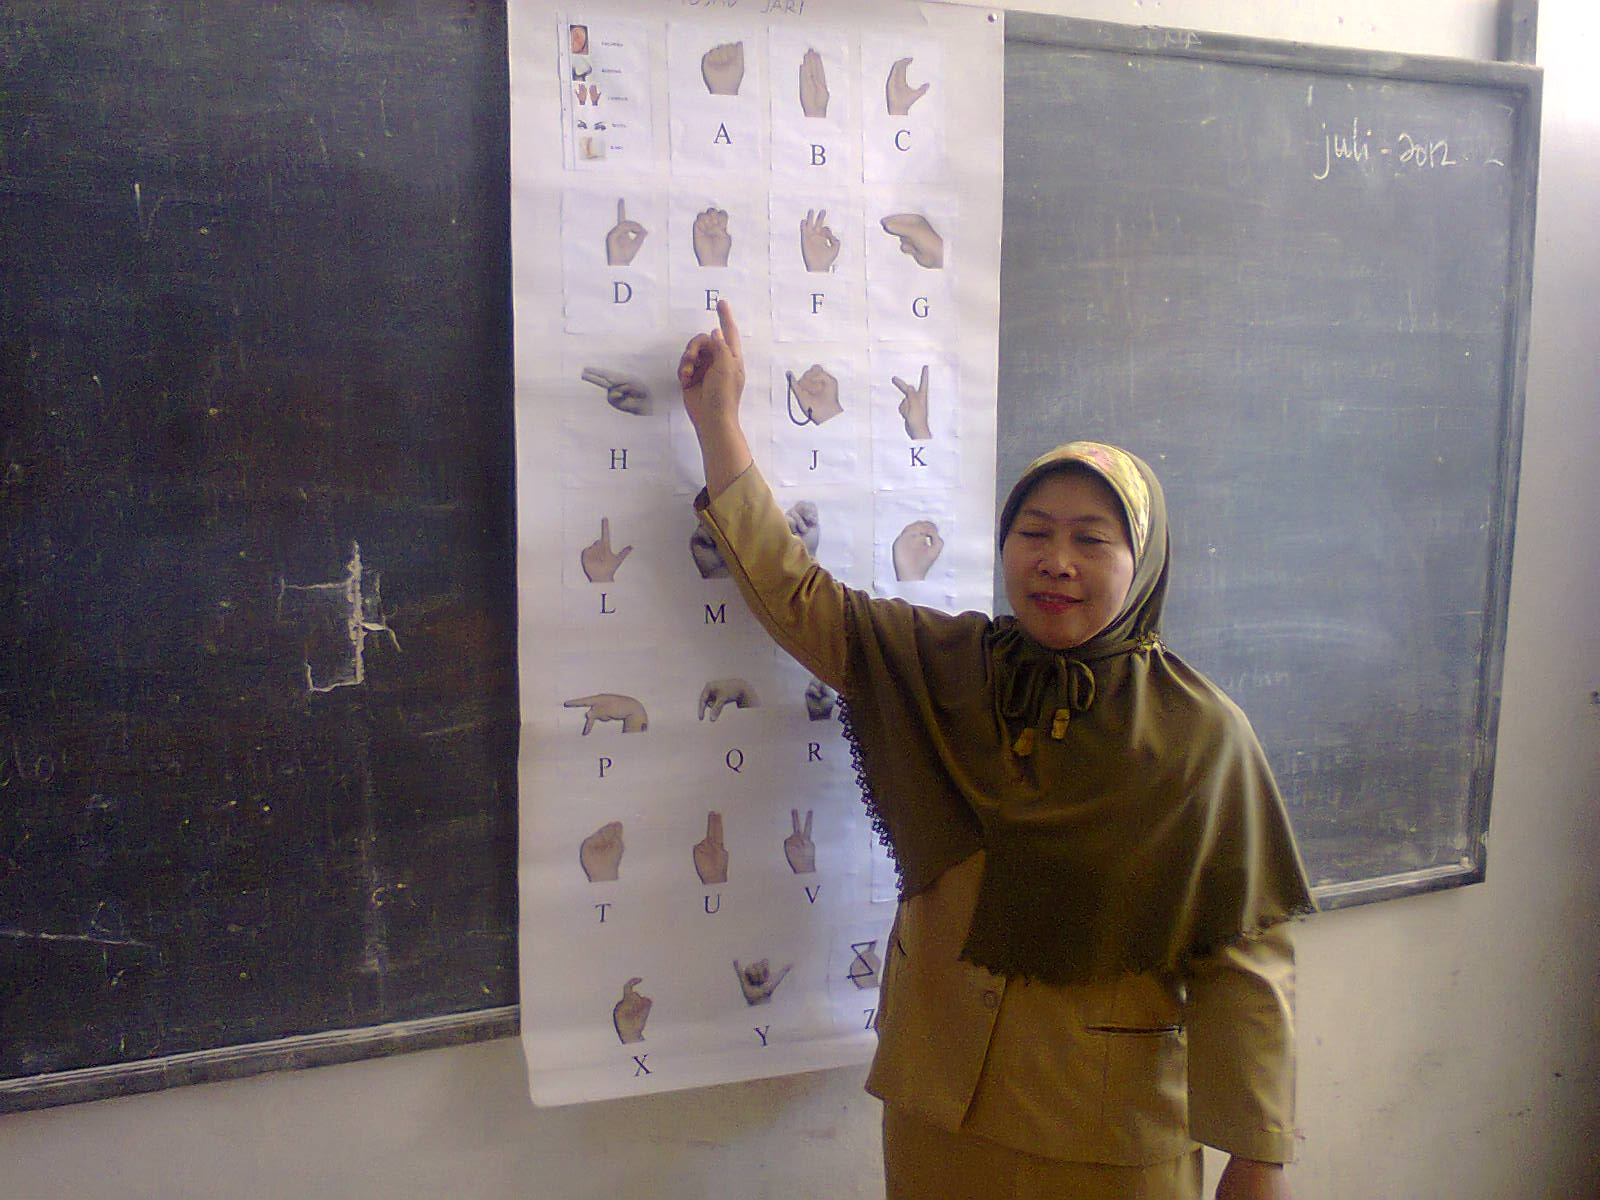 JARI
A B C
juli - 2012
D E F G
F
H J K
L M
P Q R
T U V
X Y Z